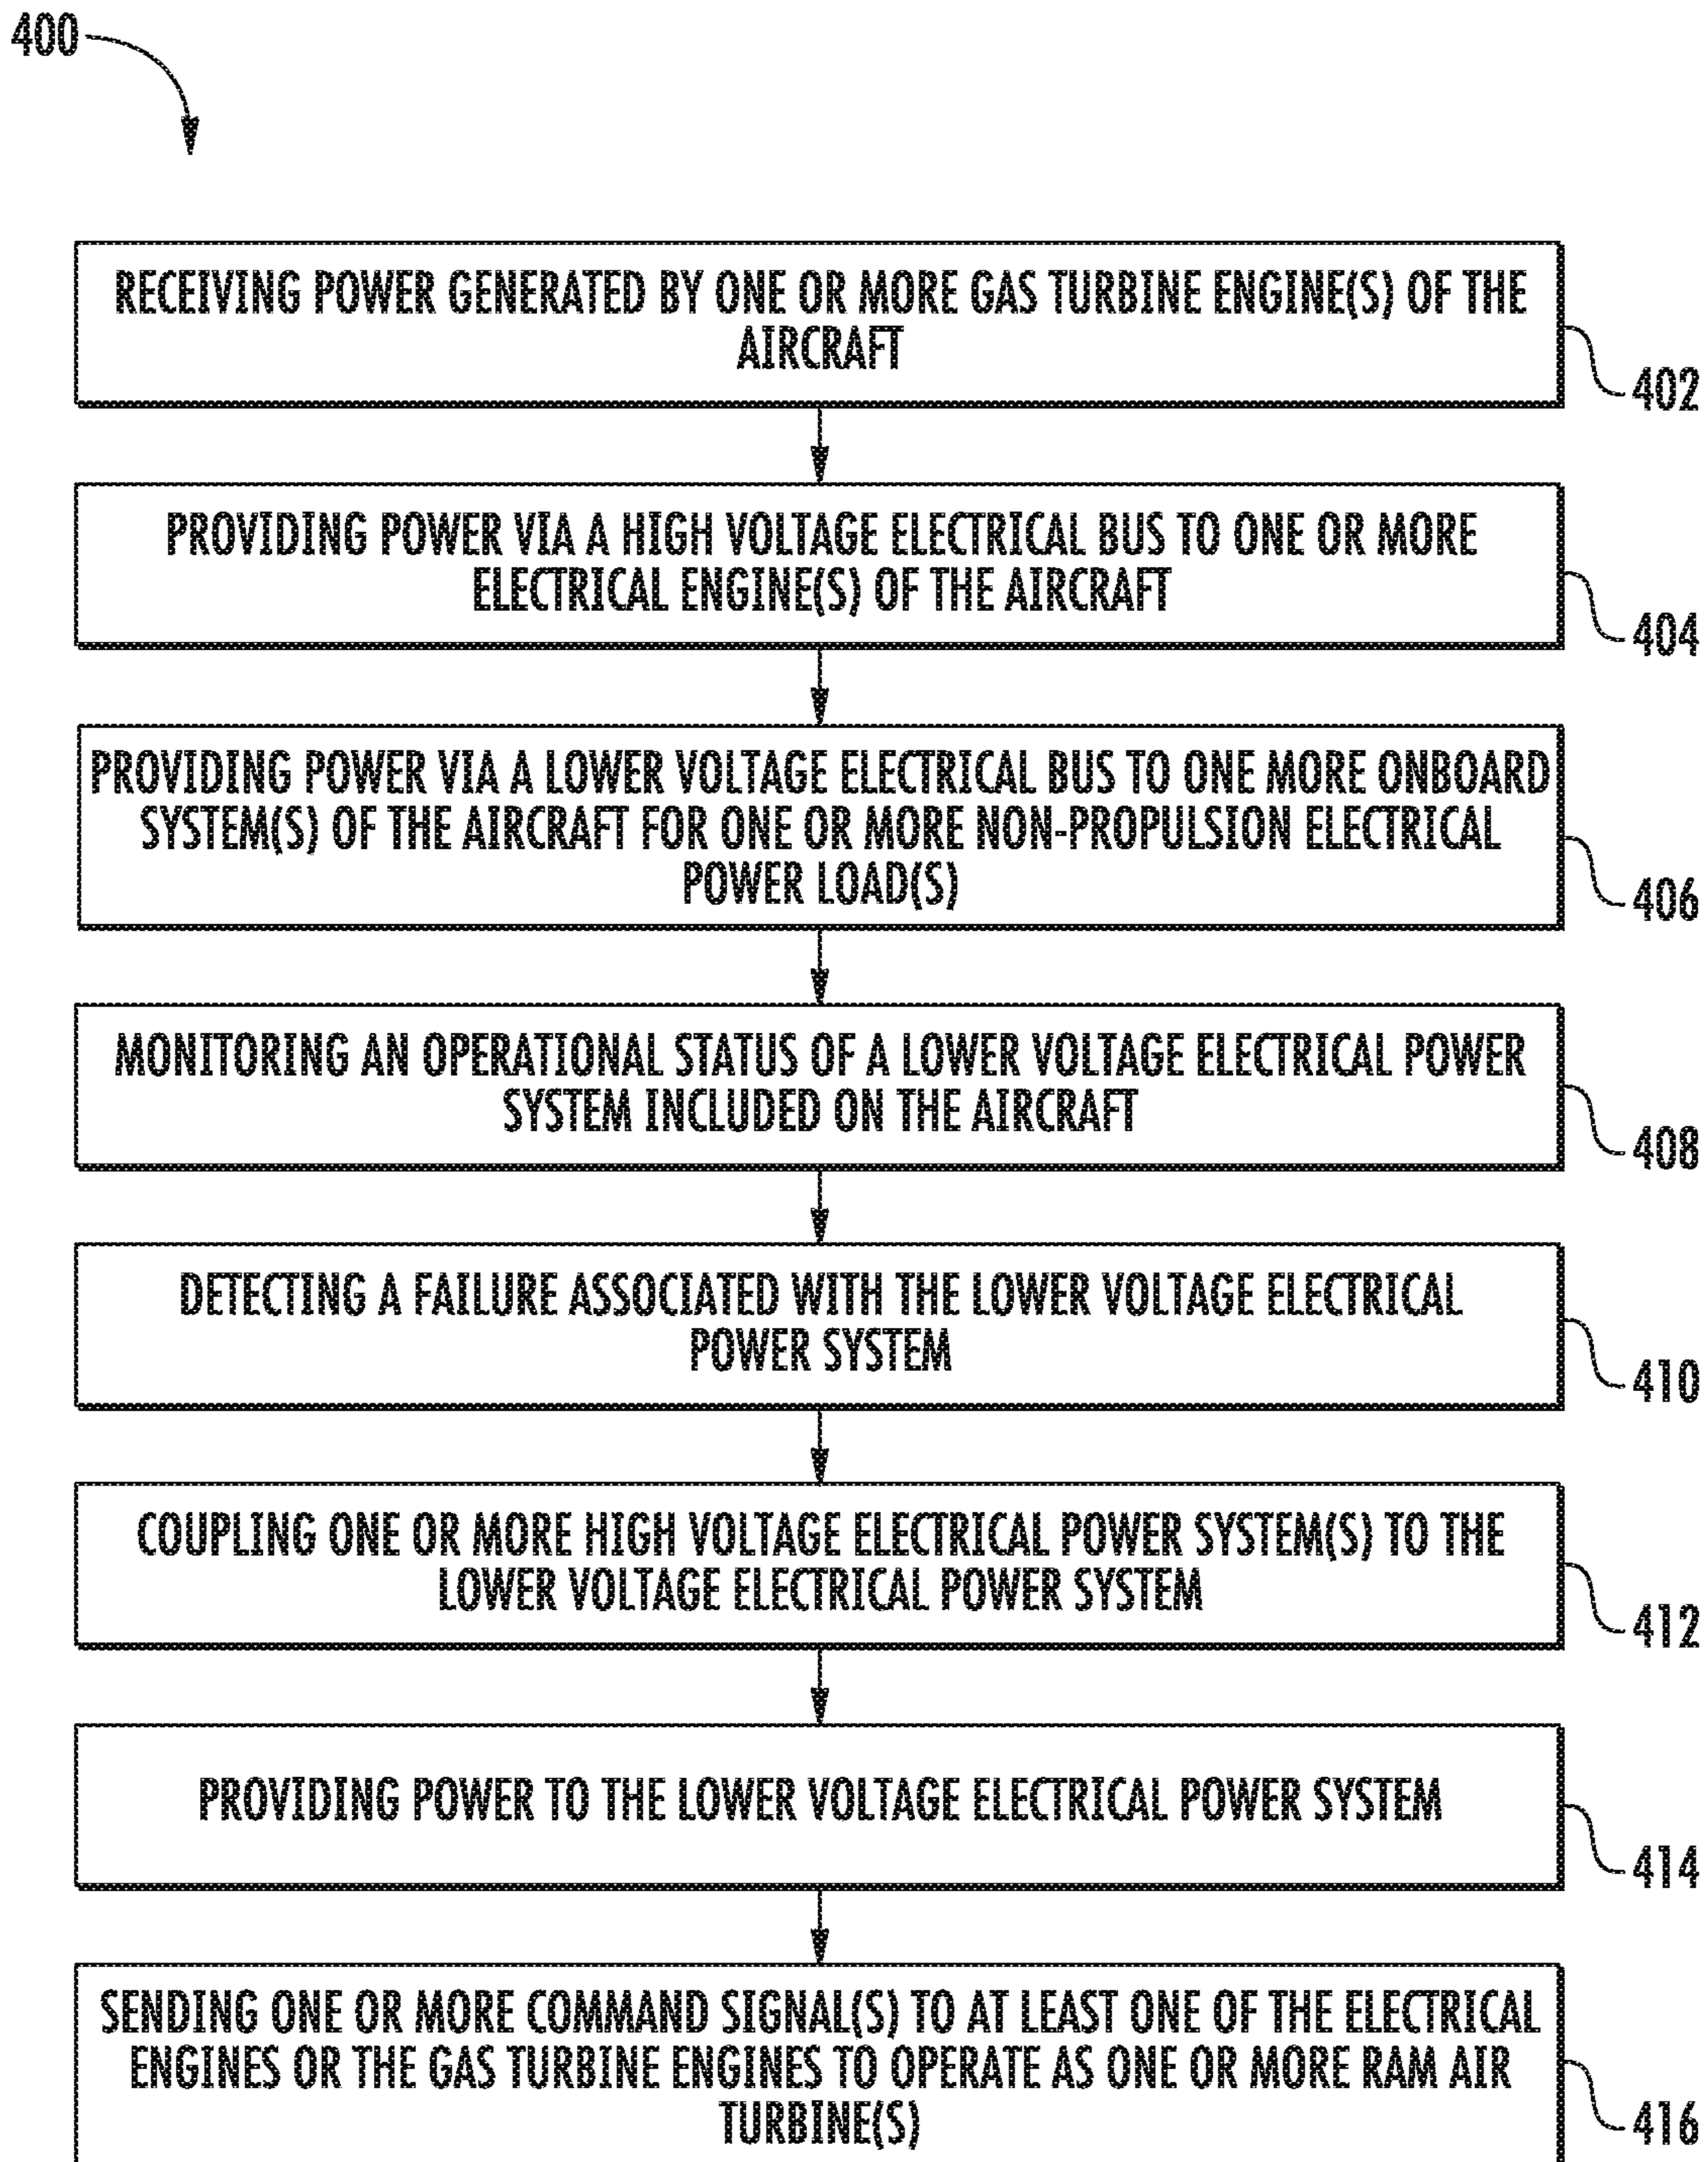 400
RECEIVING POWER GENERATED BY ONE OR MORE GAS TURBINE ENGINE(S) OF THE
AIRCRAFT
402
PROVIDING POWER VIA A HIGH VOLTAGE ELECTRICAL BUS TO ONE OR MORE
ELECTRICAL ENGINE(S) OF THE AIRCRAFT
404
PROVIDING POWER VIA A LOWER VOLTAGE ELECTRICAL BUS TO ONE MORE ONBOARD
SYSTEM(S) OF THE AIRCRAFT FOR ONE OR MORE NON-PROPULSION ELECTRICAL
POWER LOAD(S)
406
MONITORING AN OPERATIONAL STATUS OF A LOWER VOLTAGE ELECTRICAL POWER
SYSTEM INCLUDED ON THE AIRCRAFT
408
DETECTING A FAILURE ASSOCIATED WITH THE LOWER VOLTAGE ELECTRICAL
POWER SYSTEM
410
COUPLING ONE OR MORE HIGH VOLTAGE ELECTRICAL POWER SYSTEM(S) TO THE
LOWER VOLTAGE ELECTRICAL POWER SYSTEM
412
PROVIDING POWER TO THE LOWER VOLTAGE ELECTRICAL POWER SYSTEM
414
SENDING ONE OR MORE COMMAND SIGNAL(S) TO AT LEAST ONE OF THE ELECTRICAL
ENGINES OR THE GAS TURBINE ENGINES TO OPERATE AS ONE OR MORE RAM AIR
TURBINE(S)
416